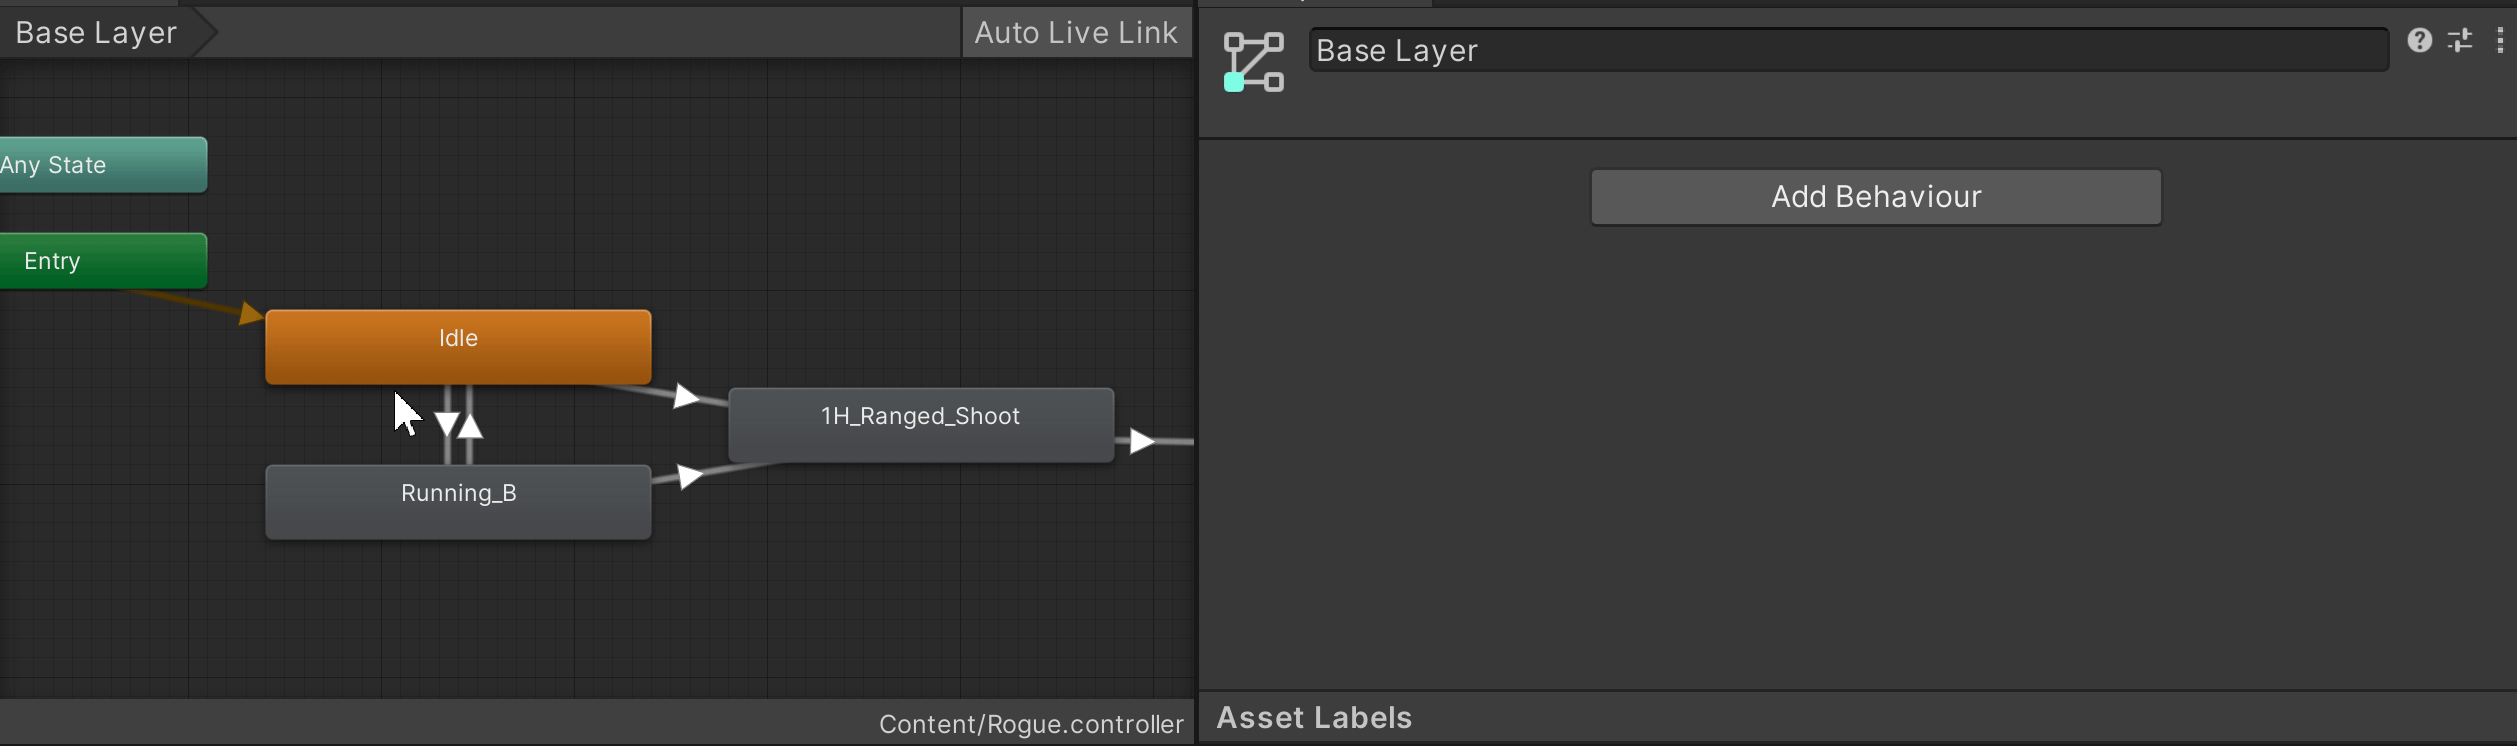 Base Layer
Auto Live Link
Any State
Entry
Idle
1H_Ranged_Shoot
Running_B
Content/Rogue.controller
Base Layer
Add Behaviour
Asset Labels